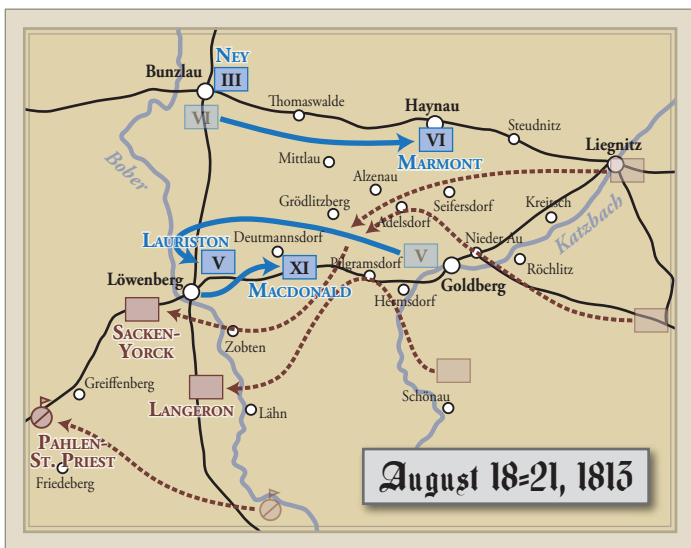 NEY
Bunzlau
III
Thomaswalde
Haynau
VI
VI
Steudnitz
MARMONT
Liegnitz
Mittlau
Bober
Alzenau
Seifersdorf
Grödlitzberg
Adelsdorf
Kreitsch
Katzbach
LAURISTON
Deutmannsdorf
V
V
Nieder Au
XI
Pilgramsdorf
Röchlitz
Löwenberg
MACDONALD
Goldberg
Hermsdorf
SACKEN-
YORCK
Zobten
Greiffenberg
LANGERON
Lähn
Schönau
PAHLEN-
ST. PRIEST
Friedeberg
August 18-21, 1813